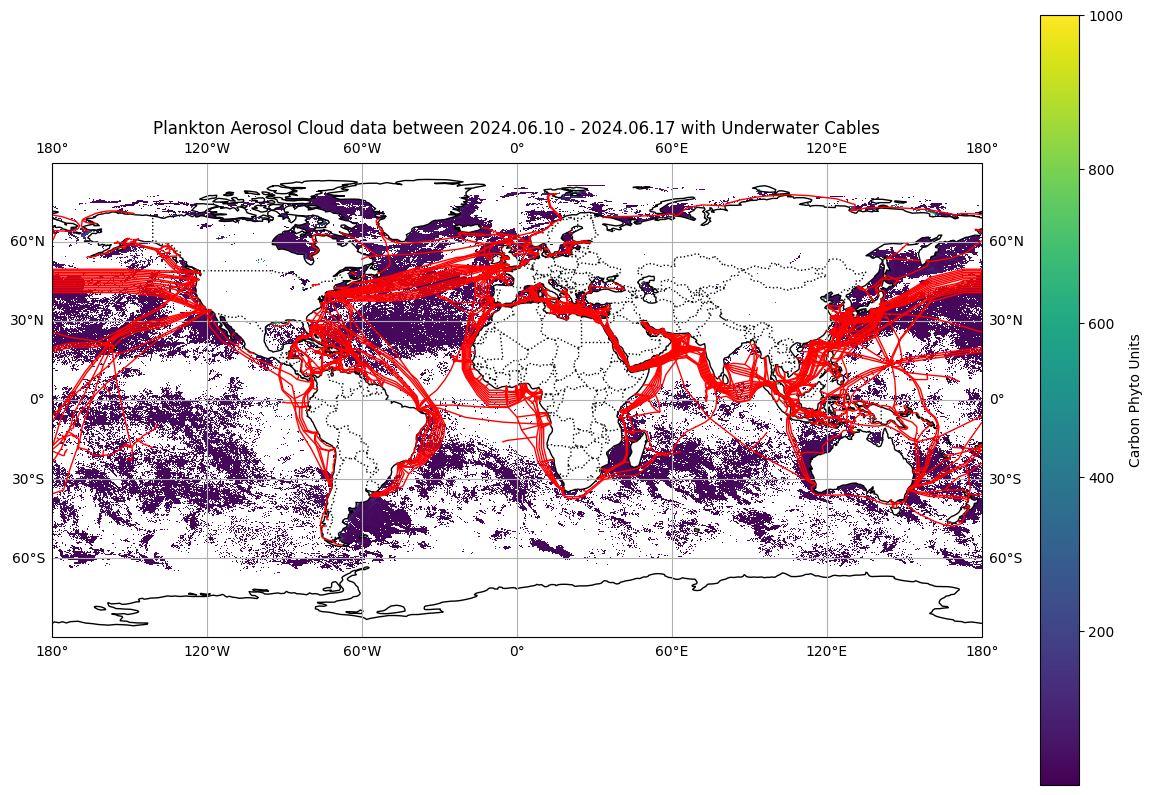 Plankton Aerosol Cloud data between 2024.06.10 - 2024.06.17 with Underwater Cables
180° 120°W 60°W 0° 60°E 120°E 180°
60°N 60°N
30°N 30°N
0° 0°
30°S 30°S
60°S 60°S
180° 120°W 60°W 0° 60°E 120°E 180°
1000
800
600
400
200
Carbon Phyto Units